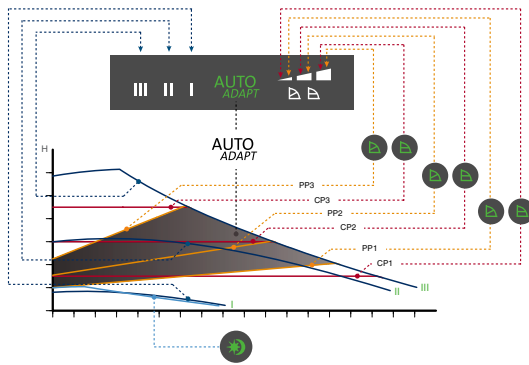 III II I AUTO
ADAPT
AUTO
ADAPT
H
PP3
CP3
PP2
CP2
PP1
CP1
III
II
I